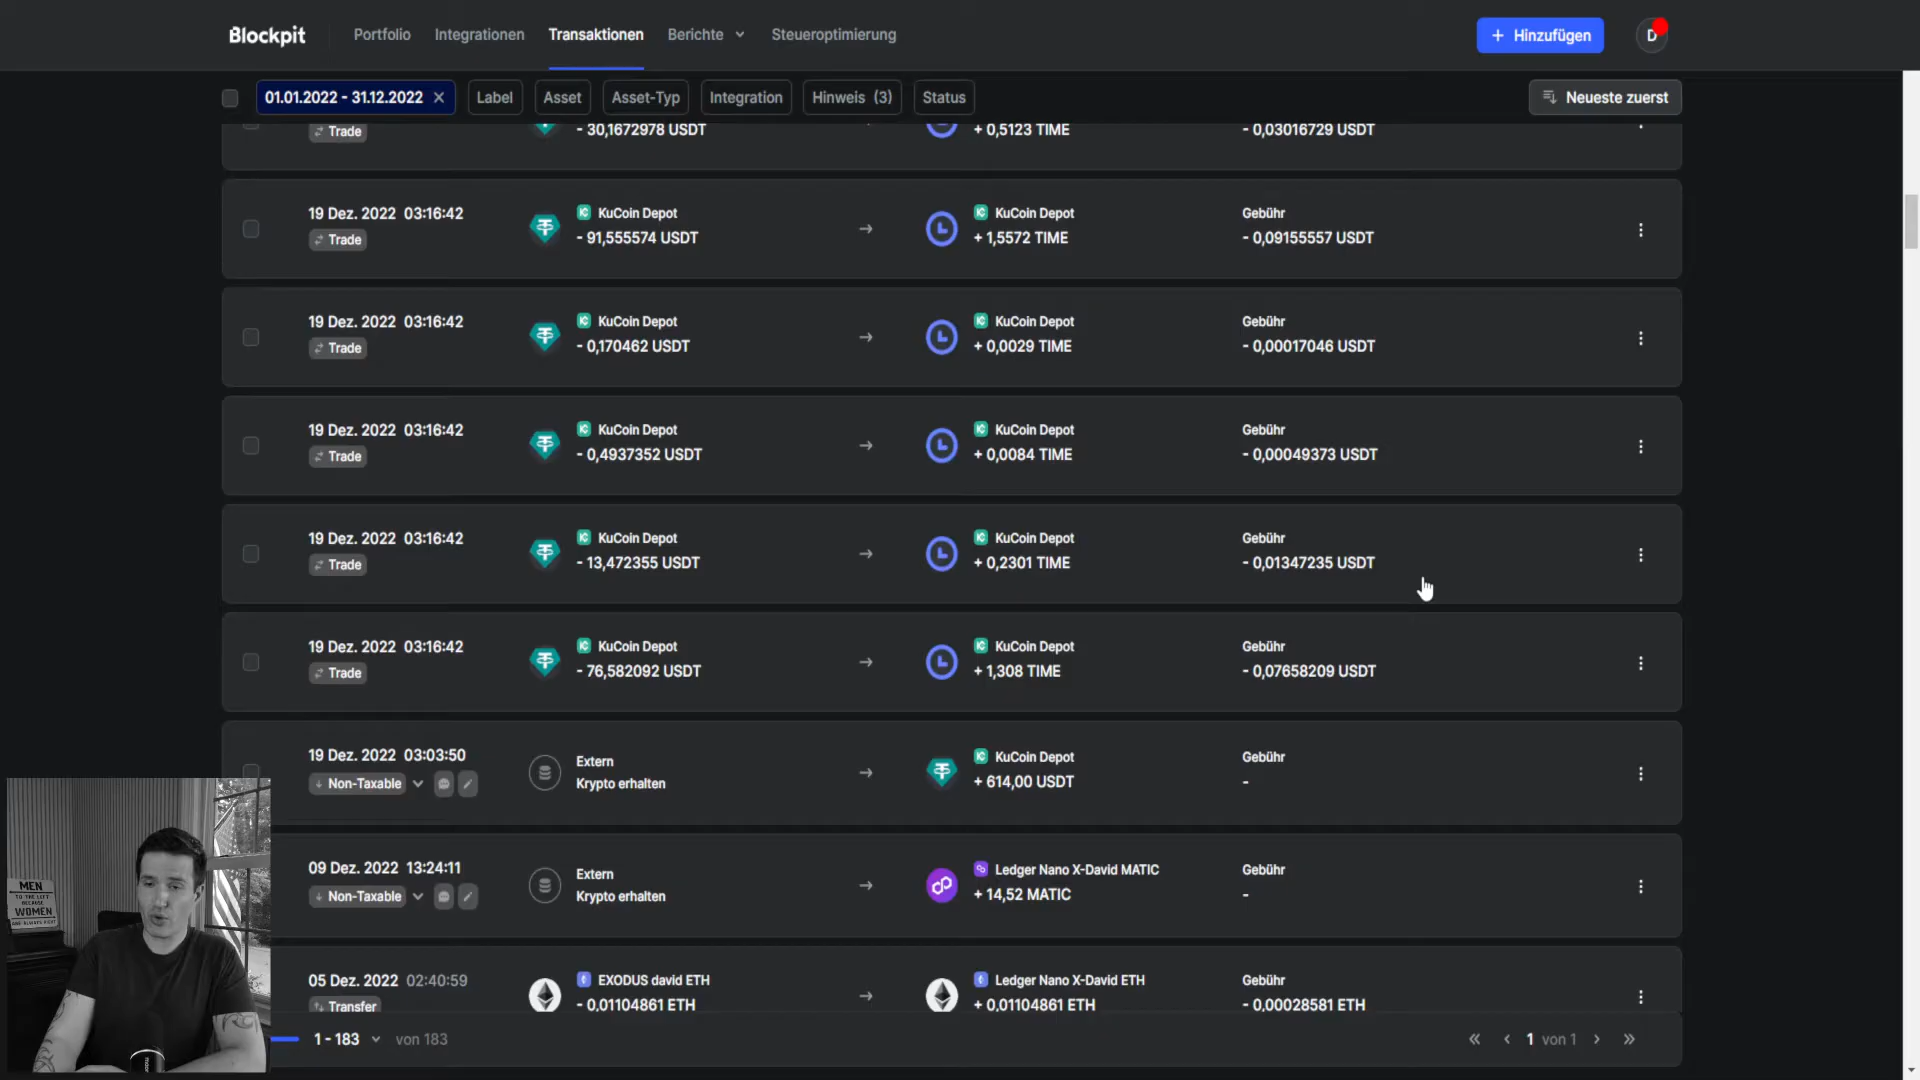 Blockpit
Portfolio
Integrationen
Transaktionen
Berichte
Steueroptimierung
+ Hinzufügen
D
01.01.2022 - 31.12.2022
Label
Asset
Asset-Typ
Integration
Hinweis (3)
Status
Neueste zuerst
Trade
- 30,1672978 USDT
+ 0,5123 TIME
- 0,03016729 USDT
19 Dez. 2022 03:16:42
Trade
KuCoin Depot
- 91,555574 USDT
KuCoin Depot
+ 1,5572 TIME
Gebühr
- 0,09155557 USDT
19 Dez. 2022 03:16:42
Trade
KuCoin Depot
- 0,170462 USDT
KuCoin Depot
+ 0,0029 TIME
Gebühr
- 0,00017046 USDT
19 Dez. 2022 03:16:42
Trade
KuCoin Depot
- 0,4937352 USDT
KuCoin Depot
+ 0,0084 TIME
Gebühr
- 0,00049373 USDT
19 Dez. 2022 03:16:42
Trade
KuCoin Depot
- 13,472355 USDT
KuCoin Depot
+ 0,2301 TIME
Gebühr
- 0,01347235 USDT
19 Dez. 2022 03:16:42
Trade
KuCoin Depot
- 76,582092 USDT
KuCoin Depot
+ 1,308 TIME
Gebühr
- 0,07658209 USDT
19 Dez. 2022 03:03:50
Non-Taxable
Extern
Krypto erhalten
KuCoin Depot
+ 614,00 USDT
Gebühr
-
09 Dez. 2022 13:24:11
Non-Taxable
Extern
Krypto erhalten
Ledger Nano X-David MATIC
+ 14,52 MATIC
Gebühr
-
05 Dez. 2022 02:40:59
Transfer
EXODUS david ETH
- 0,01104861 ETH
Ledger Nano X-David ETH
+ 0,01104861 ETH
Gebühr
- 0,00028581 ETH
MEN
TO THE LEFT
BECAUSE
WOMEN
ARE ALWAYS RIGHT
1 - 183
von 183
1 von 1